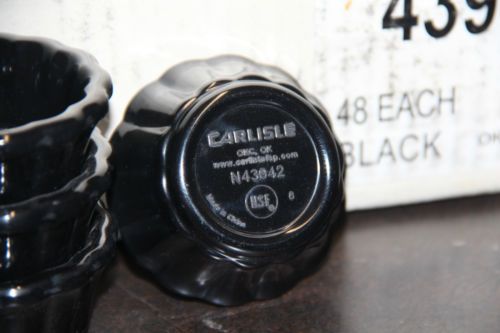 439
48 EACH
BLACK
CARLISLE
OKC, OK
www.carlislefsp.com
N43042
Made in China
NSF
6